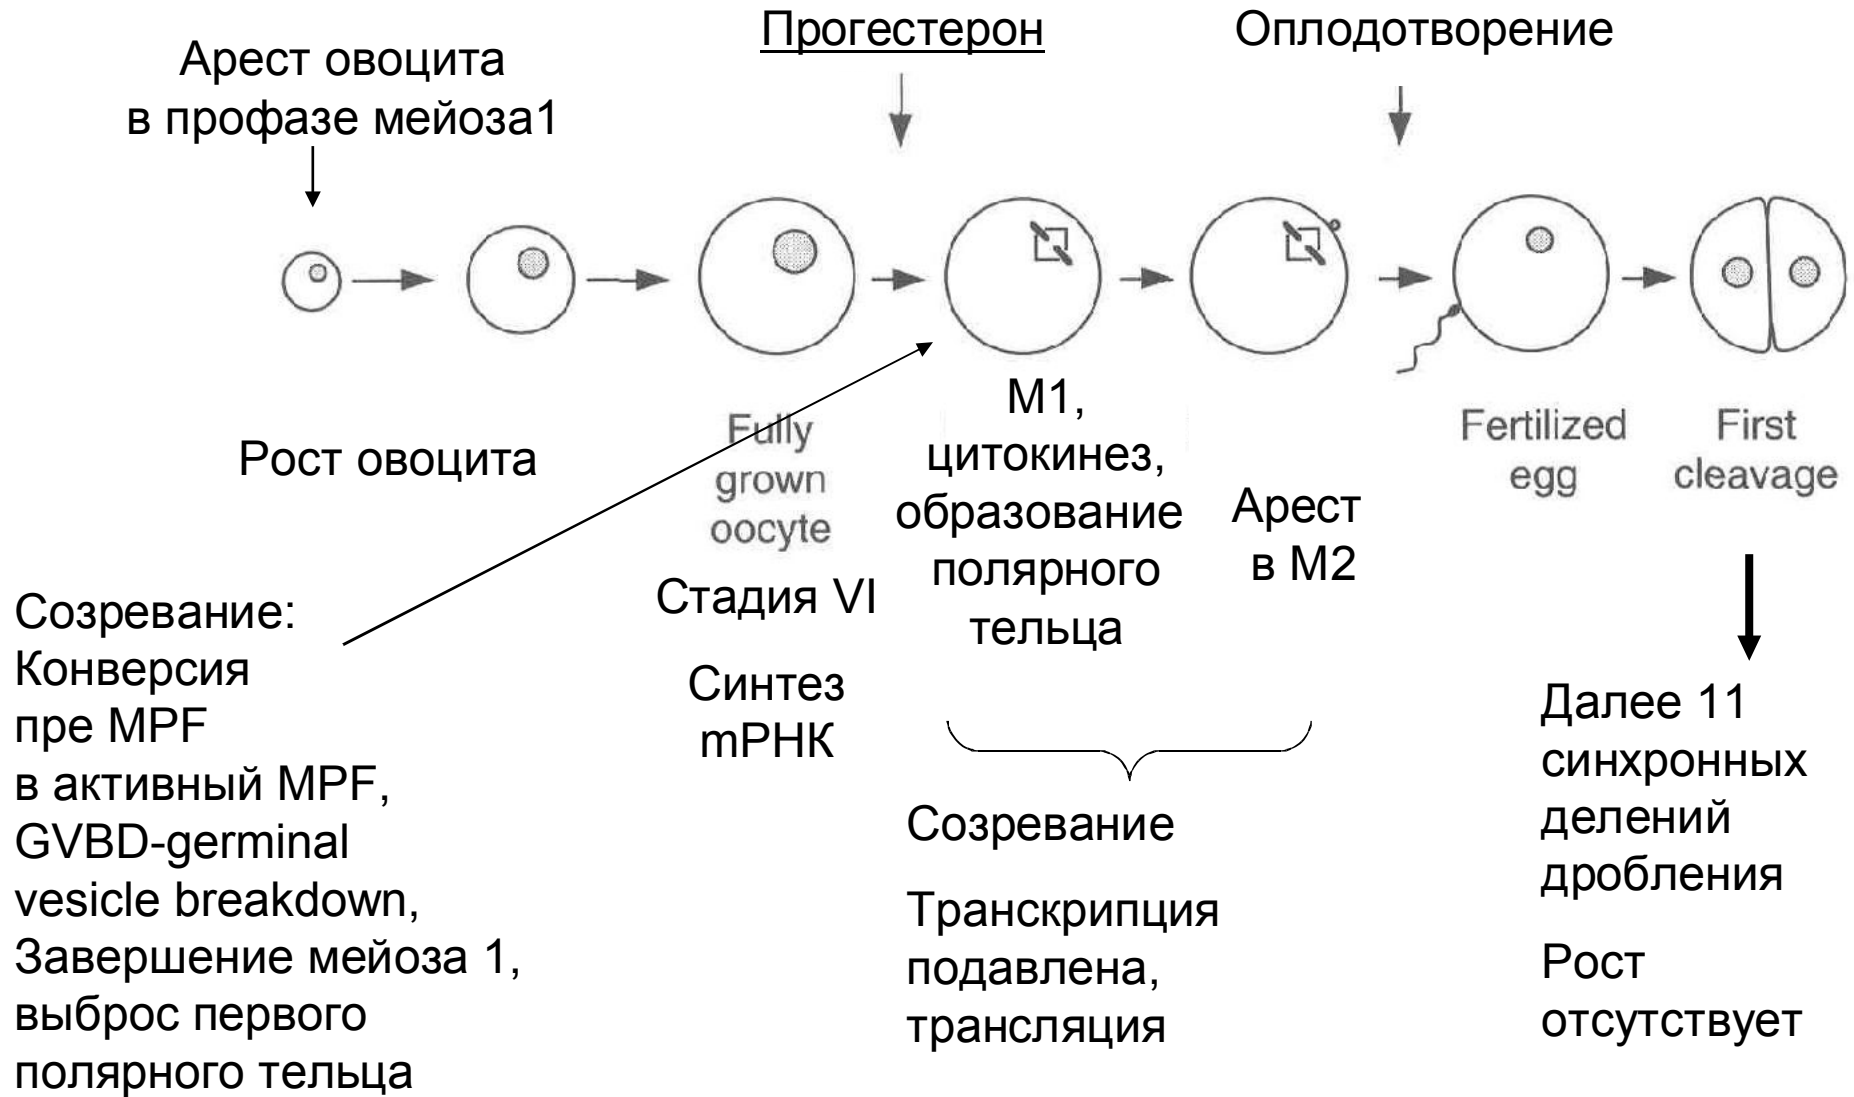 Прогестерон
Оплодотворение
Арест овоцита
в профазе мейоза1
Рост овоцита
Fully
grown
oocyte
Стадия VI
Синтез
mРНК
М1,
цитокинез,
образование
полярного
тельца
Арест
в М2
Fertilized
egg
First
cleavage
Созревание:
Конверсия
пре MPF
в активный MPF,
GVBD-germinal
vesicle breakdown,
Завершение мейоза 1,
выброс первого
полярного тельца
Созревание
Транскрипция
подавлена,
трансляция
Далее 11
синхронных
делений
дробления
Рост
отсутствует